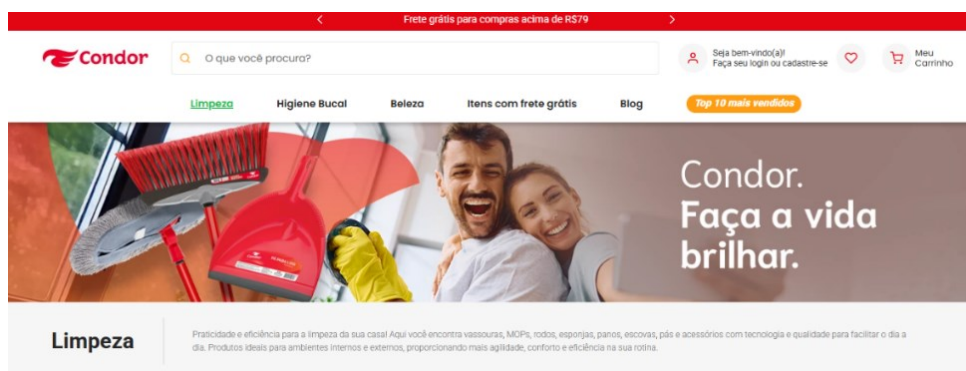 Frete grátis para compras acima de R$79
Condor
O que você procura?
Seja bem-vindo(a)!
Faça seu login ou cadastre-se
Meu
Carrinho
Limpeza
Higiene Bucal
Beleza
Itens com frete grátis
Blog
Top 10 mais vendidos
Condor.
Faça a vida
brilhar.
Limpeza
Praticidade e eficiência para a limpeza da sua casa! Aqui você encontra vassouras, MOPs, rodos, esponjas, panos, escovas, pás e acessórios com tecnologia e qualidade para facilitar o dia a
dia. Produtos ideais para ambientes internos e externos, proporcionando mais agilidade, conforto e eficiência na sua rotina.